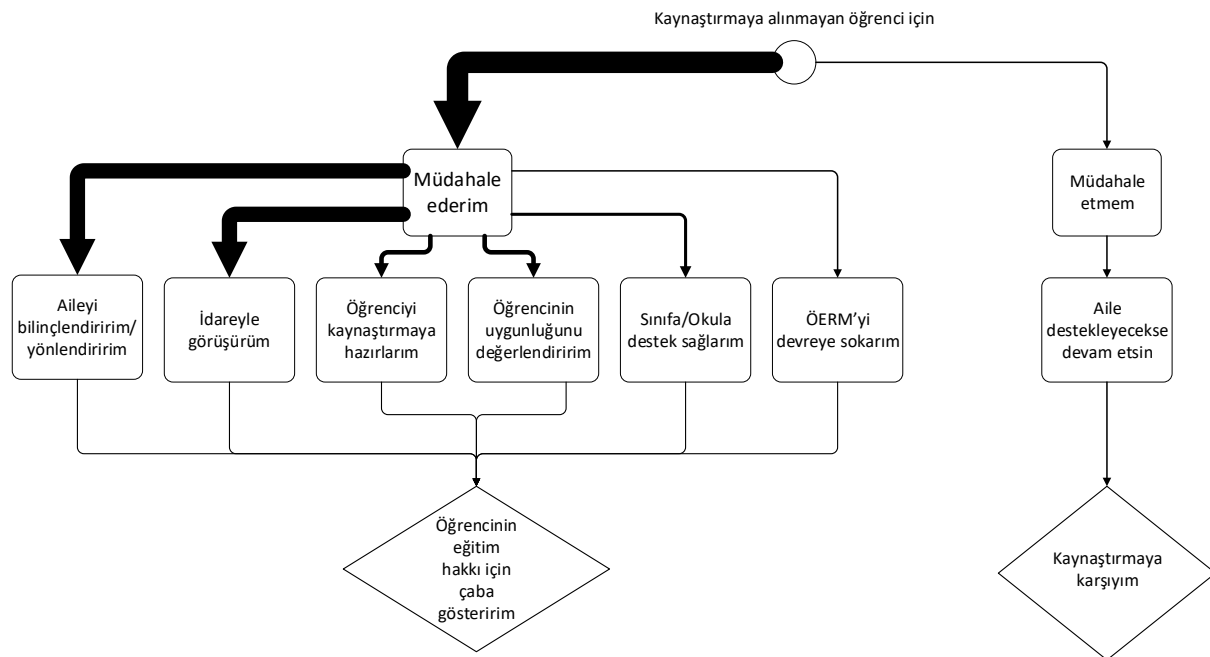 Kaynaştırmaya alınmayan öğrenci için
Müdahale
ederim
Müdahale
etmem
Aileyi
bilinçlendiririm/
yönlendiririm
İdareyle
görüşürüm
Öğrenciyi
kaynaştırmaya
hazırlarım
Öğrencinin
uygunluğunu
değerlendiririm
Sınıfa/Okula
destek sağlarım
ÖERM’yi
devreye sokarım
Aile
destekleyecekse
devam etsin
Öğrencinin
eğitim
hakkı için
çaba
gösteririm
Kaynaştırmaya
karşıyım